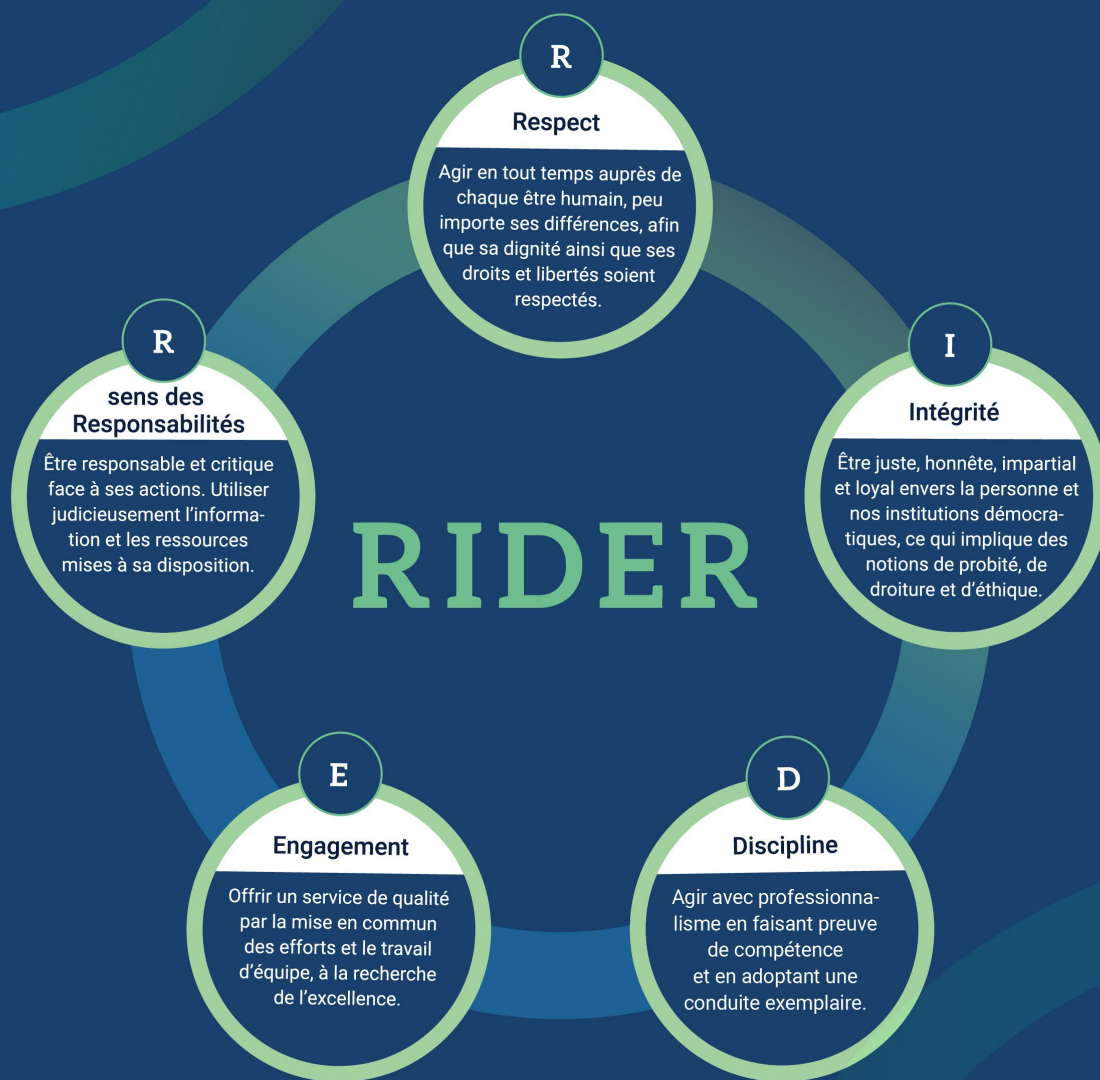 R
Respect
Agir en tout temps auprès de
chaque être humain, peu
importe ses différences, afin
que sa dignité ainsi que ses
droits et libertés soient
respectés.
I
Intégrité
Être juste, honnête, impartial
et loyal envers la personne et
nos institutions démocra-
tiques, ce qui implique des
notions de probité, de
droiture et d’éthique.
D
Discipline
Agir avec professionna-
lisme en faisant preuve
de compétence
et en adoptant une
conduite exemplaire.
E
Engagement
Offrir un service de qualité
par la mise en commun
des efforts et le travail
d’équipe, à la recherche
de l’excellence.
R
sens des
Responsabilités
Être responsable et critique
face à ses actions. Utiliser
judicieusement l’informa-
tion et les ressources
mises à sa disposition.
RIDER